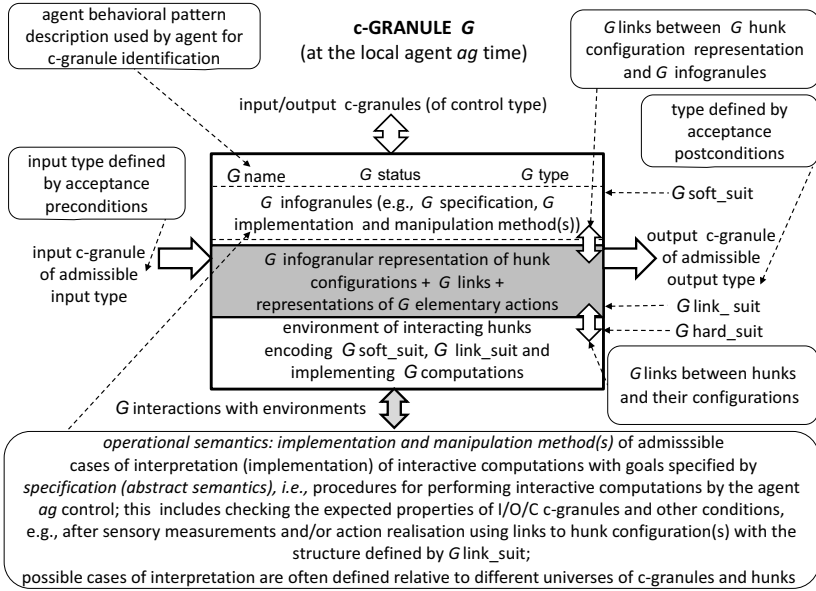 agent behavioral pattern
description used by agent for
c-granule identification
c-GRANULE G
(at the local agent ag time)
G links between G hunk
configuration representation
and G infogranules
input/output c-granules (of control type)
type defined by
acceptance
postconditions
input type defined
by acceptance
preconditions
G name G status G type
G soft_suit
G infogranules (e.g., G specification, G
implementation and manipulation method(s))
input c-granule
of admissible
input type
output c-granule
of admissible
output type
G infogranular representation of hunk
configurations + G links +
representations of G elementary actions
G link_ suit
G hard_suit
environment of interacting hunks
encoding G soft_suit, G link_suit and
implementing G computations
G links between hunks
and their configurations
G interactions with environments
operational semantics: implementation and manipulation method(s) of admisssible
cases of interpretation (implementation) of interactive computations with goals specified by
specification (abstract semantics), i.e., procedures for performing interactive computations by the agent
ag control; this includes checking the expected properties of I/O/C c-granules and other conditions,
e.g., after sensory measurements and/or action realisation using links to hunk configuration(s) with the
structure defined by G link_suit;
possible cases of interpretation are often defined relative to different universes of c-granules and hunks